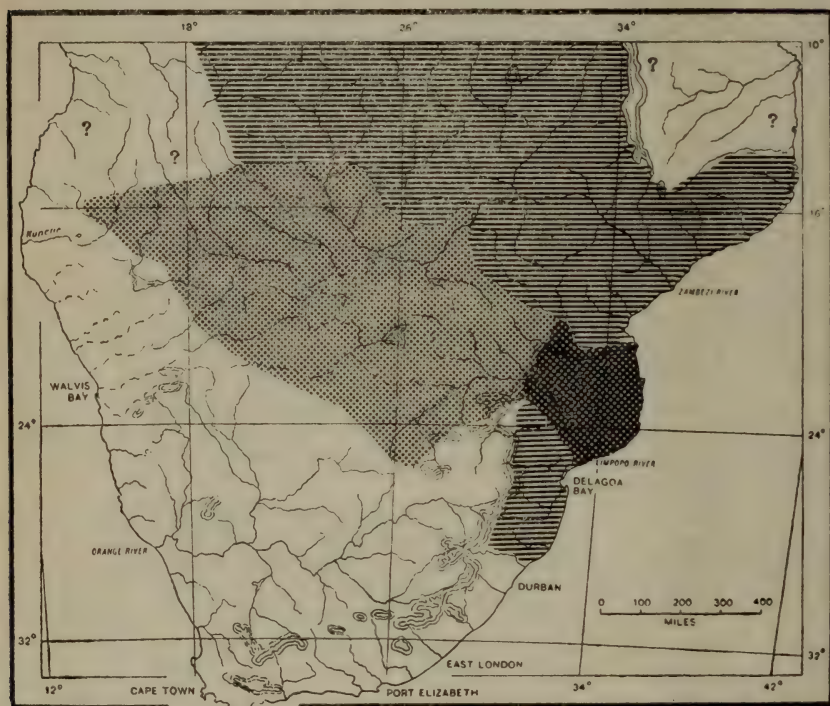 18° 26° 34°
10°
?
?
?
?
16°
KUNENE
ZAMBEZI RIVER
WALVIS
BAY
24° 24°
LIMPOPO RIVER
DELAGOA
BAY
ORANGE RIVER
DURBAN
0 100 200 300 400
MILES
32° 32°
EAST LONDON
12° CAPE TOWN PORT ELIZABETH 34° 42°